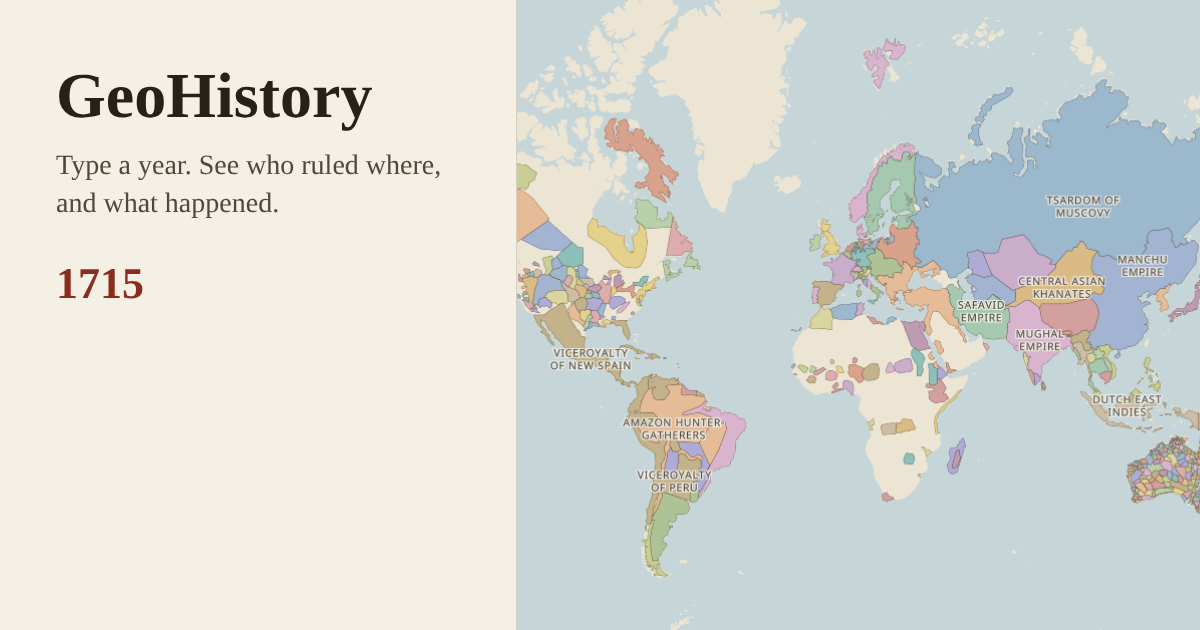 GeoHistory
Type a year. See who ruled where,
and what happened.
1715
TSARDOM OF
MUSCOVY
MANCHU
EMPIRE
CENTRAL ASIAN
KHANATES
SAFAVID
EMPIRE
MUGHAL
EMPIRE
VICEROYALTY
OF NEW SPAIN
DUTCH EAST
INDIES
AMAZON HUNTER-
GATHERERS
VICEROYALTY
OF PERU